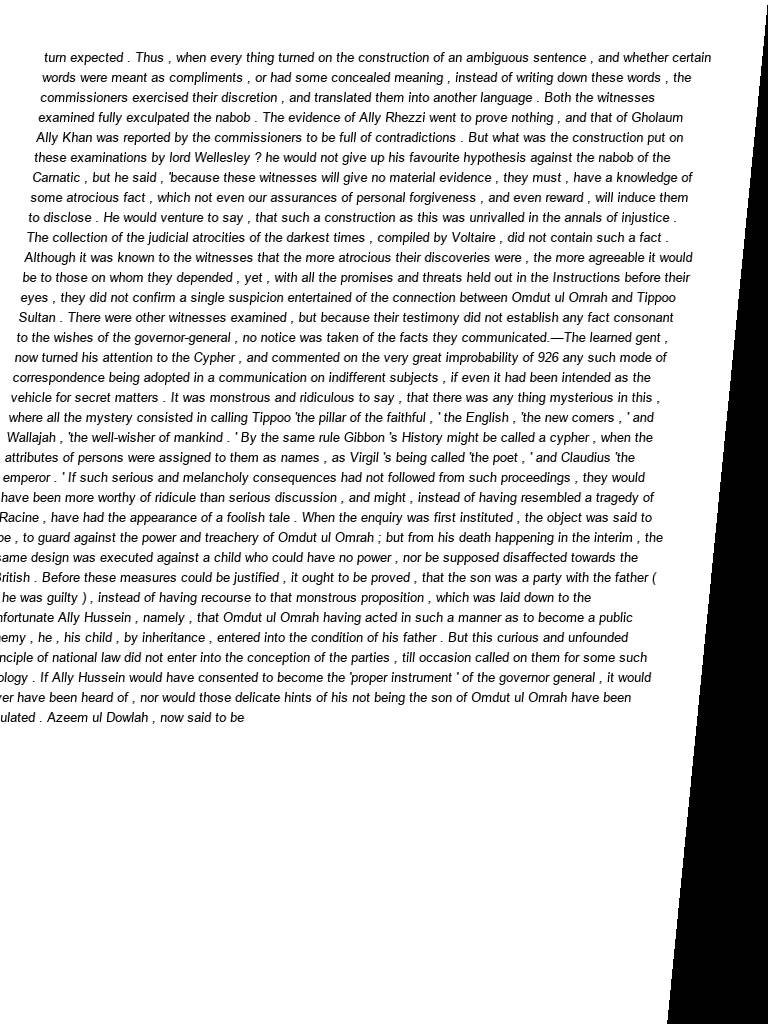 turn expected . Thus , when every thing turned on the construction of an ambiguous sentence , and whether certain
words were meant as compliments , or had some concealed meaning , instead of writing down these words , the
commissioners exercised their discretion , and translated them into another language . Both the witnesses
examined fully exculpated the nabob . The evidence of Ally Rhezzi went to prove nothing , and that of Gholaum
Ally Khan was reported by the commissioners to be full of contradictions . But what was the construction put on
these examinations by lord Wellesley ? he would not give up his favourite hypothesis against the nabob of the
Carnatic , but he said , 'because these witnesses will give no material evidence , they must , have a knowledge of
some atrocious fact , which not even our assurances of personal forgiveness , and even reward , will induce them
to disclose . He would venture to say , that such a construction as this was unrivalled in the annals of injustice .
The collection of the judicial atrocities of the darkest times , compiled by Voltaire , did not contain such a fact .
Although it was known to the witnesses that the more atrocious their discoveries were , the more agreeable it would
be to those on whom they depended , yet , with all the promises and threats held out in the Instructions before their
eyes , they did not confirm a single suspicion entertained of the connection between Omdut ul Omrah and Tippoo
Sultan . There were other witnesses examined , but because their testimony did not establish any fact consonant
to the wishes of the governor-general , no notice was taken of the facts they communicated.—The learned gent ,
now turned his attention to the Cypher , and commented on the very great improbability of 926 any such mode of
correspondence being adopted in a communication on indifferent subjects , if even it had been intended as the
vehicle for secret matters . It was monstrous and ridiculous to say , that there was any thing mysterious in this ,
where all the mystery consisted in calling Tippoo 'the pillar of the faithful , ' the English , 'the new comers , ' and
Wallajah , 'the well-wisher of mankind . ' By the same rule Gibbon 's History might be called a cypher , when the
attributes of persons were assigned to them as names , as Virgil 's being called 'the poet , ' and Claudius 'the
emperor . ' If such serious and melancholy consequences had not followed from such proceedings , they would
have been more worthy of ridicule than serious discussion , and might , instead of having resembled a tragedy of
Racine , have had the appearance of a foolish tale . When the enquiry was first instituted , the object was said to
be , to guard against the power and treachery of Omdut ul Omrah ; but from his death happening in the interim , the
same design was executed against a child who could have no power , nor be supposed disaffected towards the
British . Before these measures could be justified , it ought to be proved , that the son was a party with the father (
he was guilty ) , instead of having recourse to that monstrous proposition , which was laid down to the
nfortunate Ally Hussein , namely , that Omdut ul Omrah having acted in such a manner as to become a public
emy , he , his child , by inheritance , entered into the condition of his father . But this curious and unfounded
nciple of national law did not enter into the conception of the parties , till occasion called on them for some such
ology . If Ally Hussein would have consented to become the 'proper instrument ' of the governor general , it would
er have been heard of , nor would those delicate hints of his not being the son of Omdut ul Omrah have been
ulated . Azeem ul Dowlah , now said to be